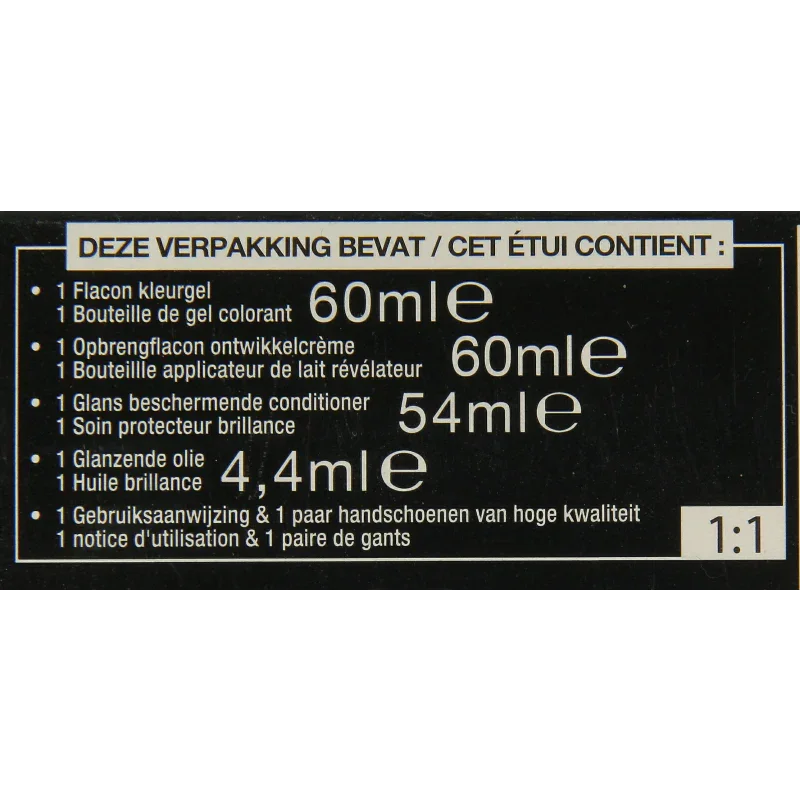 DEZE VERPAKKING BEVAT / CET ÉTUI CONTIENT :
• 1 Flacon kleurgel
1 Bouteille de gel colorant 60ml℮
• 1 Opbrengflacon ontwikkelcrème
1 Bouteillle applicateur de lait révélateur 60ml℮
• 1 Glans beschermende conditioner
1 Soin protecteur brillance 54ml℮
• 1 Glanzende olie
1 Huile brillance 4,4ml℮
• 1 Gebruiksaanwijzing & 1 paar handschoenen van hoge kwaliteit
1 notice d'utilisation & 1 paire de gants
1:1